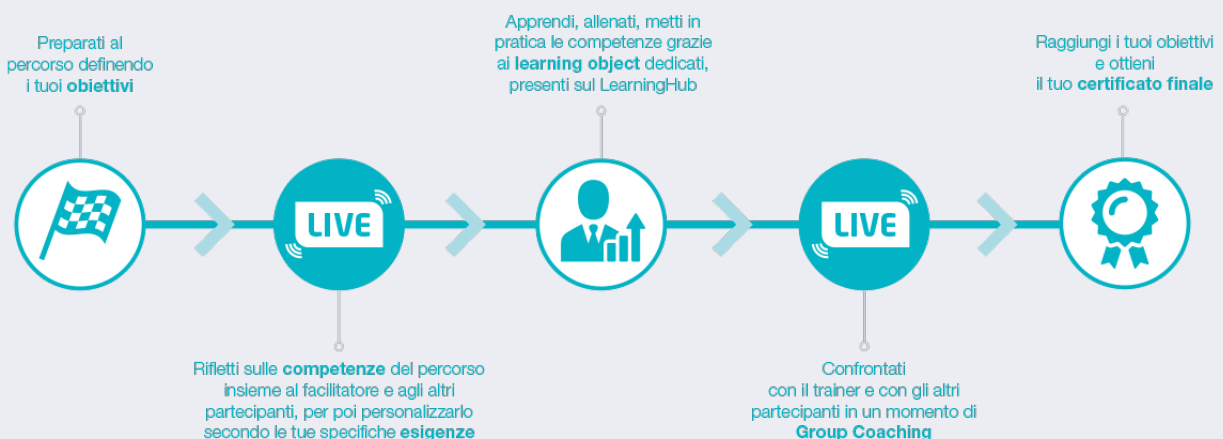 Preparati al
percorso definendo
i tuoi obiettivi
LIVE
Rifletti sulle competenze del percorso
insieme al facilitatore e agli altri
partecipanti, per poi personalizzarlo
secondo le tue specifiche esigenze
Apprendi, allenati, metti in
pratica le competenze grazie
ai learning object dedicati,
presenti sul LearningHub
LIVE
Confrontati
con il trainer e con gli altri
partecipanti in un momento di
Group Coaching
Raggiungi i tuoi obiettivi
e ottieni
il tuo certificato finale